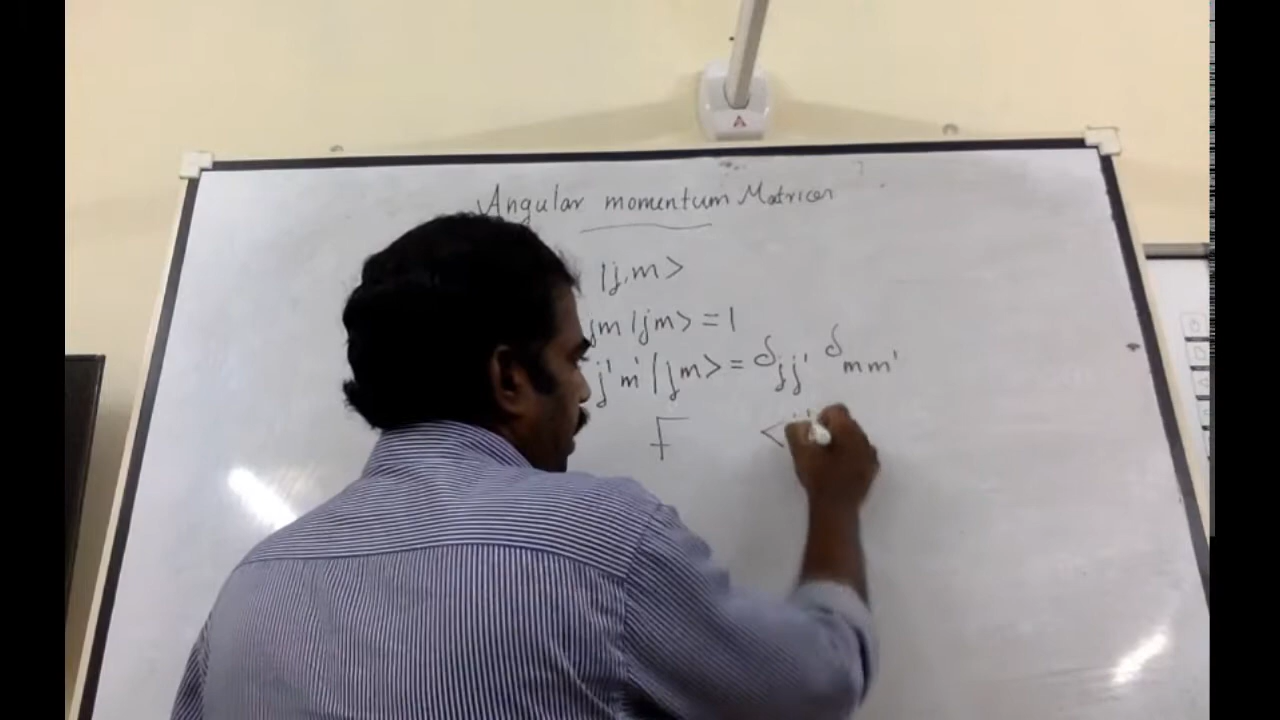 Angular momentum Matrices
|j,m>
jm|jm> = 1
j'm'|jm> = δjj' δmm'
F <